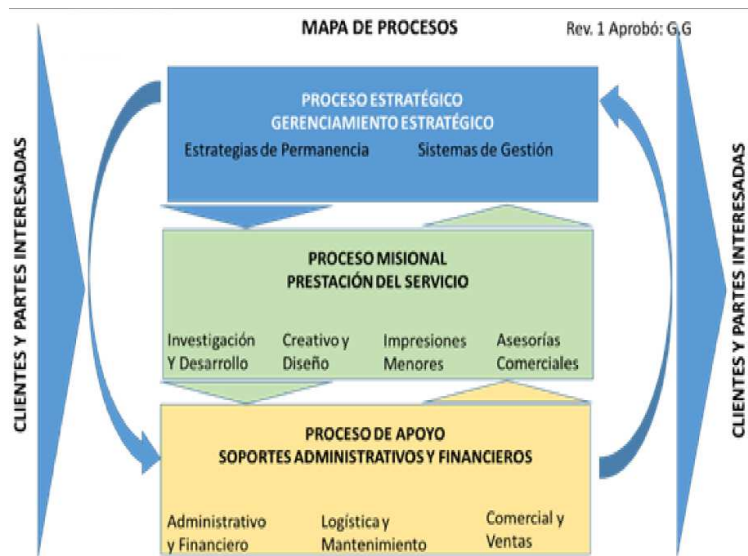 MAPA DE PROCESOS
Rev. 1 Aprobó: G.G
CLIENTES Y PARTES INTERESADAS
PROCESO ESTRATÉGICO
GERENCIAMIENTO ESTRATÉGICO
Estrategias de Permanencia
Sistemas de Gestión
PROCESO MISIONAL
PRESTACIÓN DEL SERVICIO
Investigación
Y Desarrollo
Creativo y
Diseño
Impresiones
Menores
Asesorías
Comerciales
PROCESO DE APOYO
SOPORTES ADMINISTRATIVOS Y FINANCIEROS
Administrativo
y Financiero
Logística y
Mantenimiento
Comercial y
Ventas
CLIENTES Y PARTES INTERESADAS